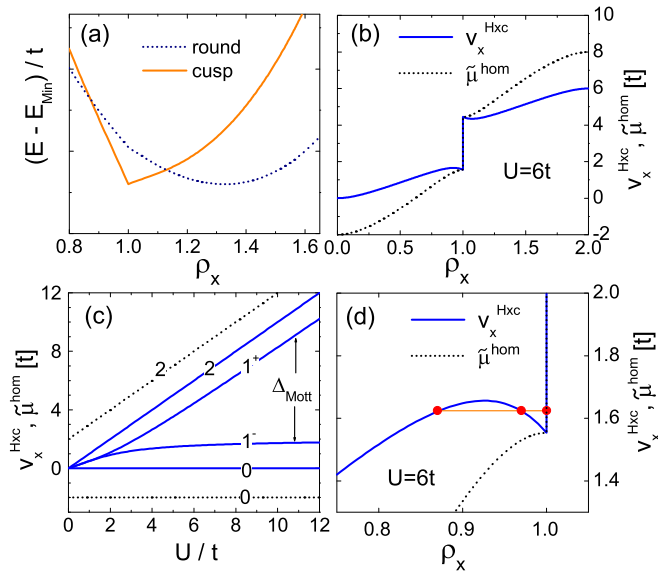 (a)
round
cusp
(E - E_Min) / t
0.8 1.0 1.2 1.4 1.6
ρ_x
(b)
v_x^Hxc
μ̃^hom
U=6t
10
8
6
4
2
0
-2
v_x^Hxc, μ̃^hom [t]
0.0 0.5 1.0 1.5 2.0
ρ_x
(c)
12
8
4
0
v_x^Hxc, μ̃^hom [t]
2 2 1^+
Δ_Mott
1^-
0
0
0 2 4 6 8 10 12
U / t
(d)
v_x^Hxc
μ̃^hom
U=6t
2.0
1.8
1.6
1.4
v_x^Hxc, μ̃^hom [t]
0.8 0.9 1.0
ρ_x